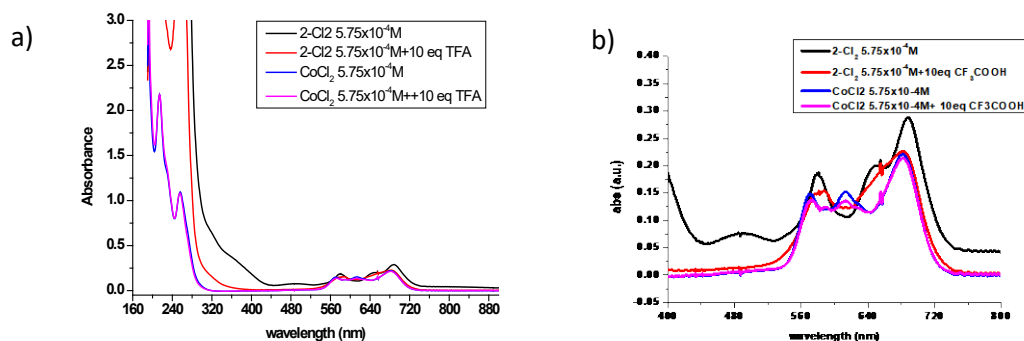 a)
3.0
2.5
2.0
1.5
1.0
0.5
0.0
Absorbance
2-Cl2 5.75x10⁻⁴M
2-Cl2 5.75x10⁻⁴M+10 eq TFA
CoCl₂ 5.75x10⁻⁴M
CoCl₂ 5.75x10⁻⁴M++10 eq TFA
160 240 320 400 480 560 640 720 800 880
wavelength (nm)
b)
0.40
0.35
0.30
0.25
0.20
0.15
0.10
0.05
0.00
-0.05
abs (a.u)
2-Cl₂ 5.75x10⁻⁴M
2-Cl₂ 5.75x10⁻⁴M+10eq CF₃COOH
CoCl2 5.75x10-4M
CoCl2 5.75x10-4M+ 10eq CF3COOH
400 480 560 640 720 800
wavelength (nm)